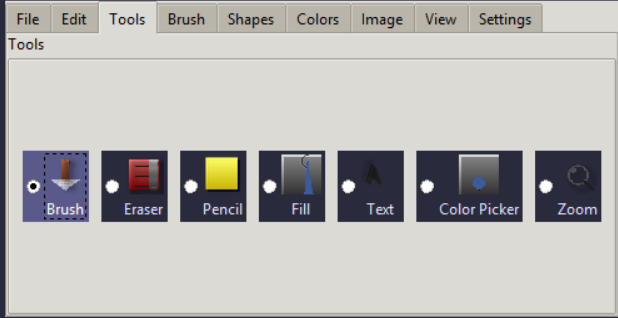 File Edit Tools Brush Shapes Colors Image View Settings
Tools
Brush Eraser Pencil Fill Text Color Picker Zoom